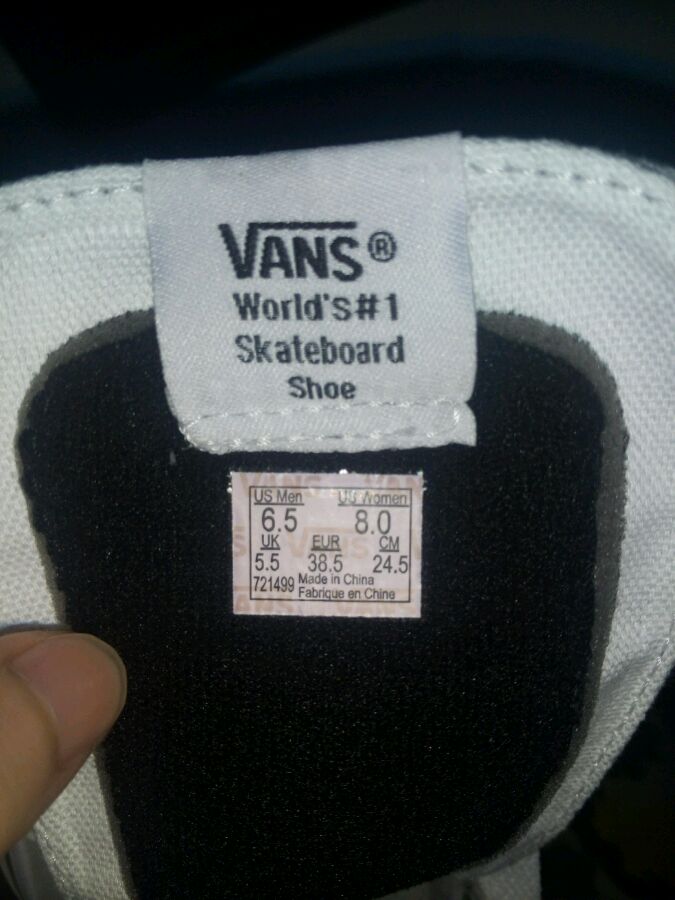 VANS®
World's #1
Skateboard
Shoe
US Men US Women
6.5 8.0
UK EUR CM
5.5 38.5 24.5
721499 Made in China
Fabrique en Chine